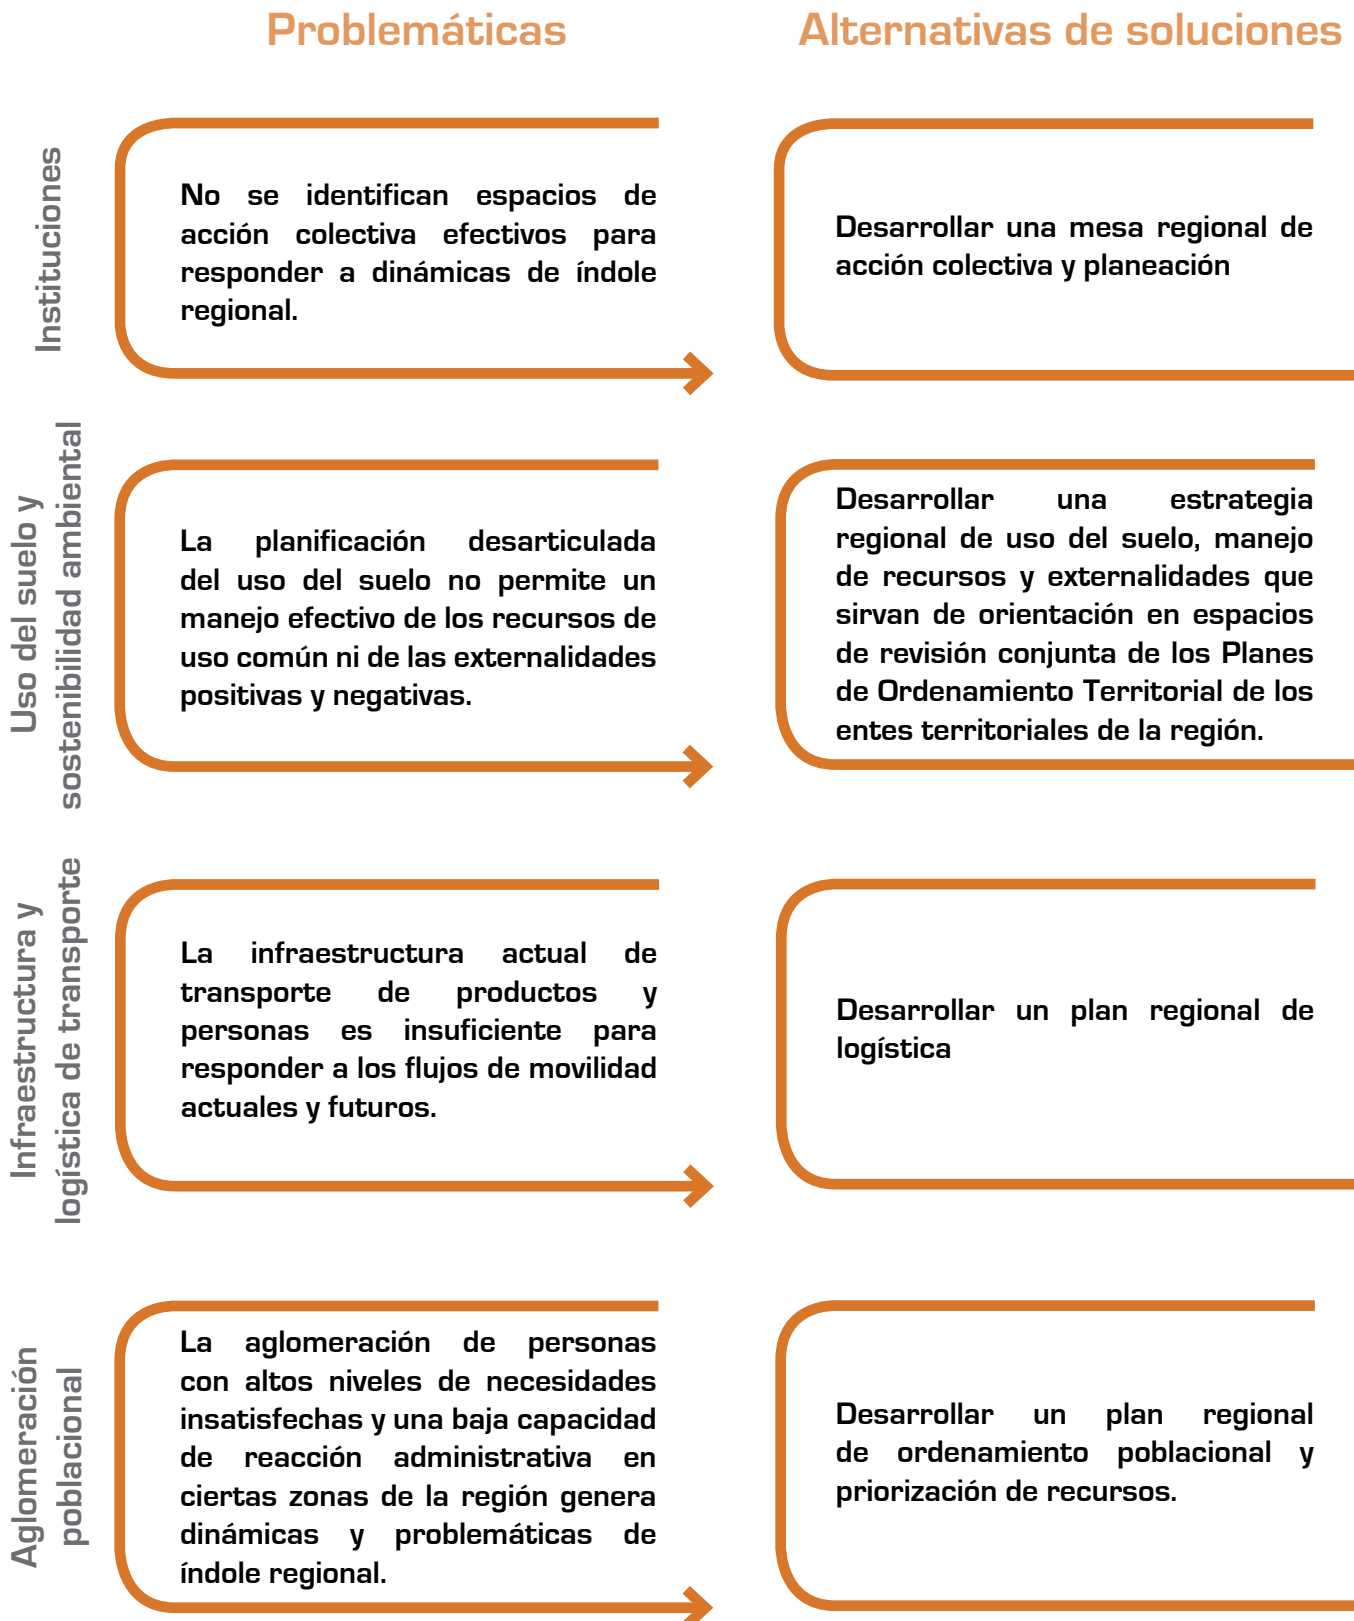 Problemáticas
Alternativas de soluciones
Instituciones
No se identifican espacios de
acción colectiva efectivos para
responder a dinámicas de índole
regional.
Desarrollar una mesa regional de
acción colectiva y planeación
Uso del suelo y
sostenibilidad ambiental
La planificación desarticulada
del uso del suelo no permite un
manejo efectivo de los recursos de
uso común ni de las externalidades
positivas y negativas.
Desarrollar una estrategia
regional de uso del suelo, manejo
de recursos y externalidades que
sirvan de orientación en espacios
de revisión conjunta de los Planes
de Ordenamiento Territorial de los
entes territoriales de la región.
Infraestructura y
logística de transporte
La infraestructura actual de
transporte de productos y
personas es insuficiente para
responder a los flujos de movilidad
actuales y futuros.
Desarrollar un plan regional de
logística
Aglomeración
poblacional
La aglomeración de personas
con altos niveles de necesidades
insatisfechas y una baja capacidad
de reacción administrativa en
ciertas zonas de la región genera
dinámicas y problemáticas de
índole regional.
Desarrollar un plan regional
de ordenamiento poblacional y
priorización de recursos.